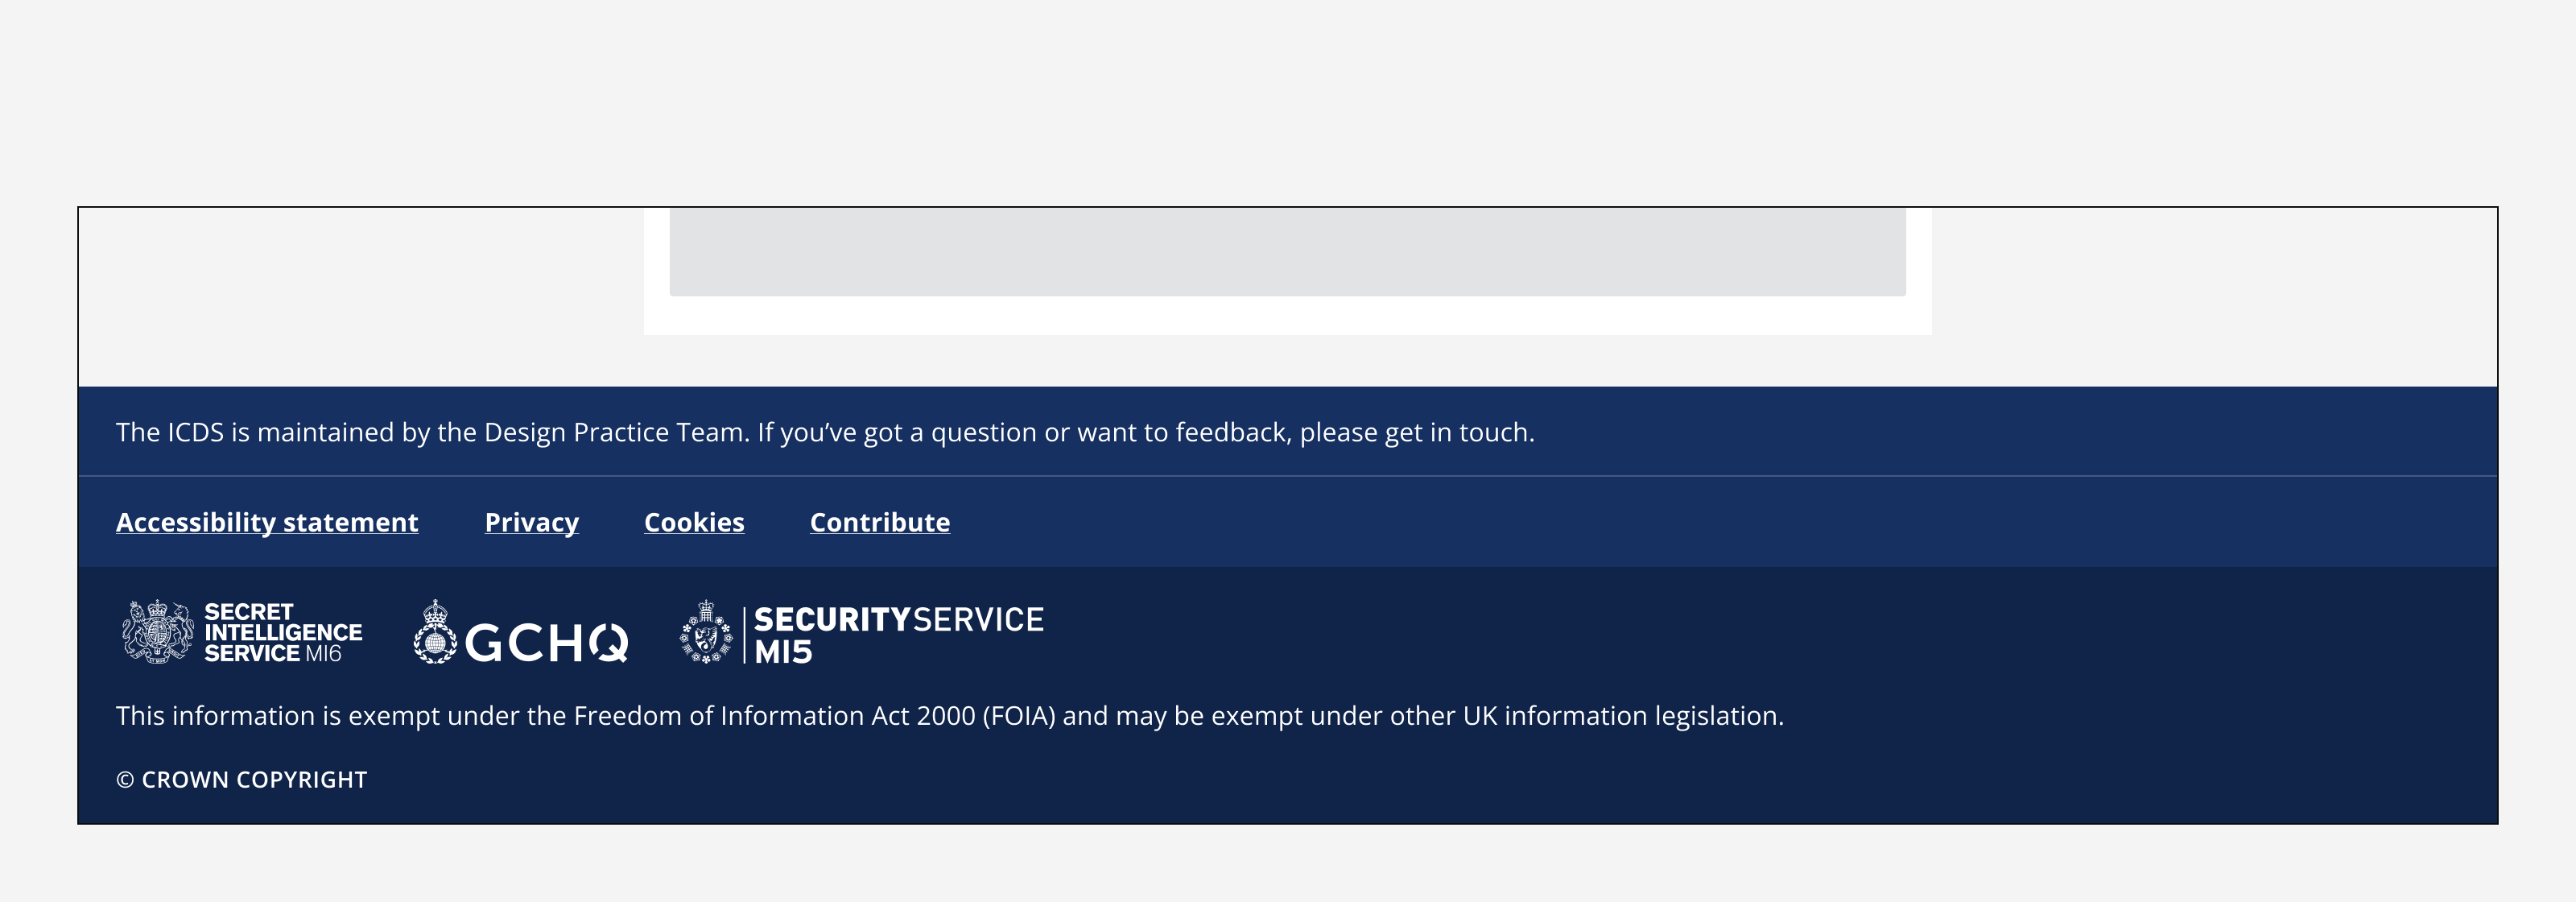 The ICDS is maintained by the Design Practice Team. If you’ve got a question or want to feedback, please get in touch.
Accessibility statement Privacy Cookies Contribute
SECRET
INTELLIGENCE
SERVICE MI6
GCHQ
SECURITYSERVICE
MI5
This information is exempt under the Freedom of Information Act 2000 (FOIA) and may be exempt under other UK information legislation.
© CROWN COPYRIGHT